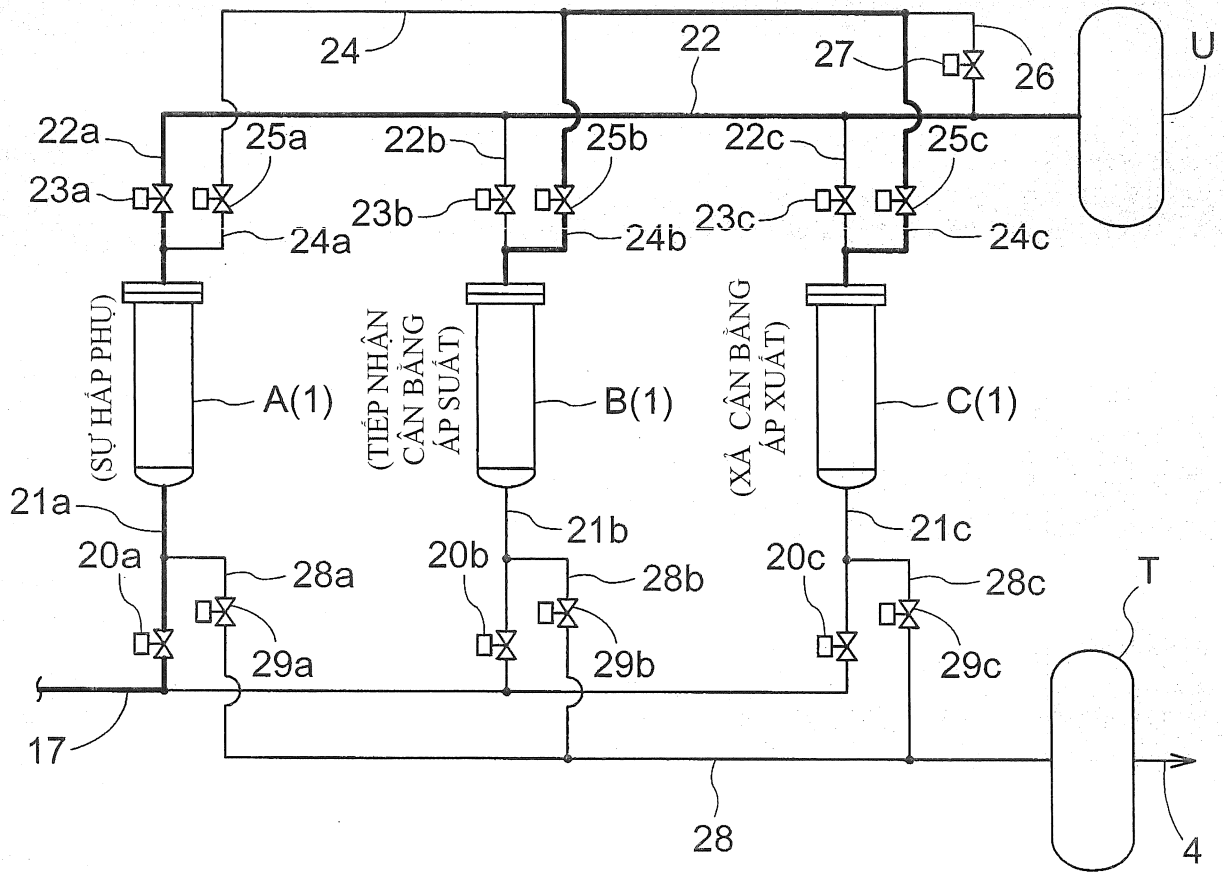 24
22
27
26
U
22a
25a
22b
25b
22c
25c
23a
23b
23c
24a
24b
24c
(SỰ HẤP PHỤ)
A(1)
(TIẾP NHẬN
CÂN BẰNG
ÁP SUẤT)
B(1)
(XẢ CÂN BẰNG
ÁP XUẤT)
C(1)
21a
21b
21c
20a
28a
20b
28b
20c
28c
T
29a
29b
29c
17
28
4